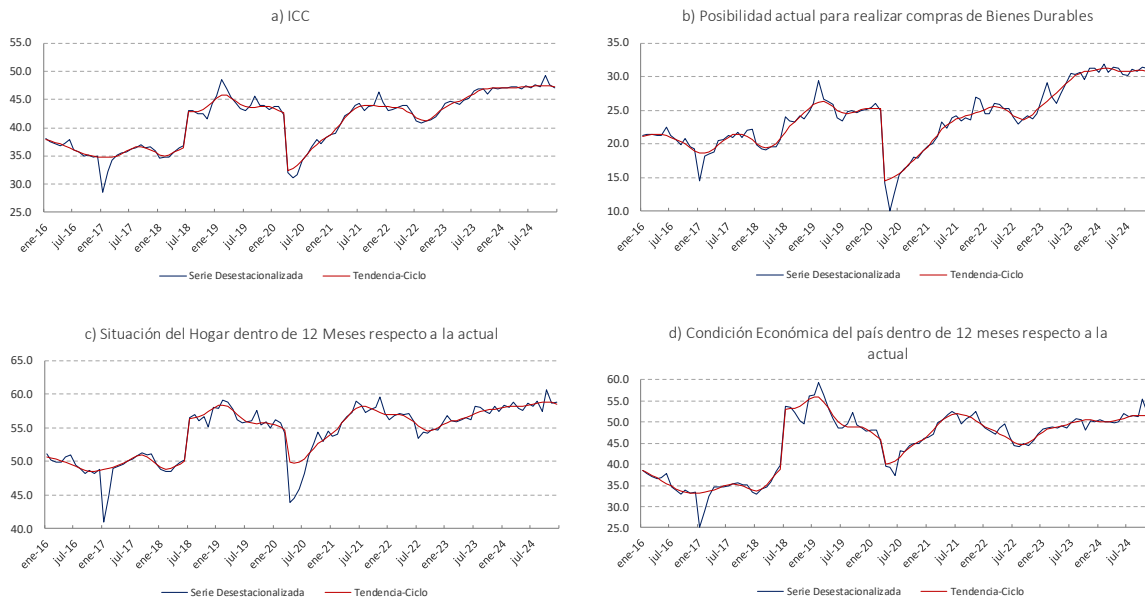 a) ICC
55.0
50.0
45.0
40.0
35.0
30.0
25.0
ene-16
jul-16
ene-17
jul-17
ene-18
jul-18
ene-19
jul-19
ene-20
jul-20
ene-21
jul-21
ene-22
jul-22
ene-23
jul-23
ene-24
jul-24
Serie Desestacionalizada
Tendencia-Ciclo
b) Posibilidad actual para realizar compras de Bienes Durables
35.0
30.0
25.0
20.0
15.0
10.0
ene-16
jul-16
ene-17
jul-17
ene-18
jul-18
ene-19
jul-19
ene-20
jul-20
ene-21
jul-21
ene-22
jul-22
ene-23
jul-23
ene-24
jul-24
Serie Desestacionalizada
Tendencia-Ciclo
c) Situación del Hogar dentro de 12 Meses respecto a la actual
65.0
60.0
55.0
50.0
45.0
40.0
ene-16
jul-16
ene-17
jul-17
ene-18
jul-18
ene-19
jul-19
ene-20
jul-20
ene-21
jul-21
ene-22
jul-22
ene-23
jul-23
ene-24
jul-24
Serie Desestacionalizada
Tendencia-Ciclo
d) Condición Económica del país dentro de 12 meses respecto a la
actual
60.0
55.0
50.0
45.0
40.0
35.0
30.0
25.0
ene-16
jul-16
ene-17
jul-17
ene-18
jul-18
ene-19
jul-19
ene-20
jul-20
ene-21
jul-21
ene-22
jul-22
ene-23
jul-23
ene-24
jul-24
Serie Desestacionalizada
Tendencia-Ciclo